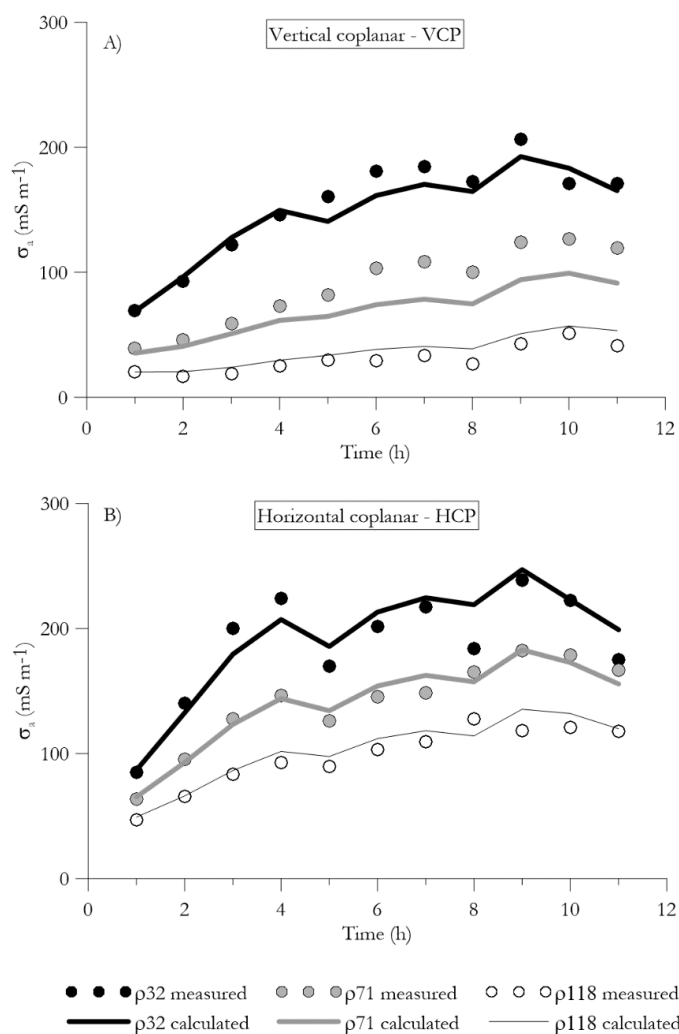 A)
Vertical coplanar - VCP
300
200
100
0
σa (mS m-1)
0 2 4 6 8 10 12
Time (h)
B)
Horizontal coplanar - HCP
300
200
100
0
σa (mS m-1)
0 2 4 6 8 10 12
Time (h)
ρ32 measured ρ71 measured ρ118 measured
ρ32 calculated ρ71 calculated ρ118 calculated